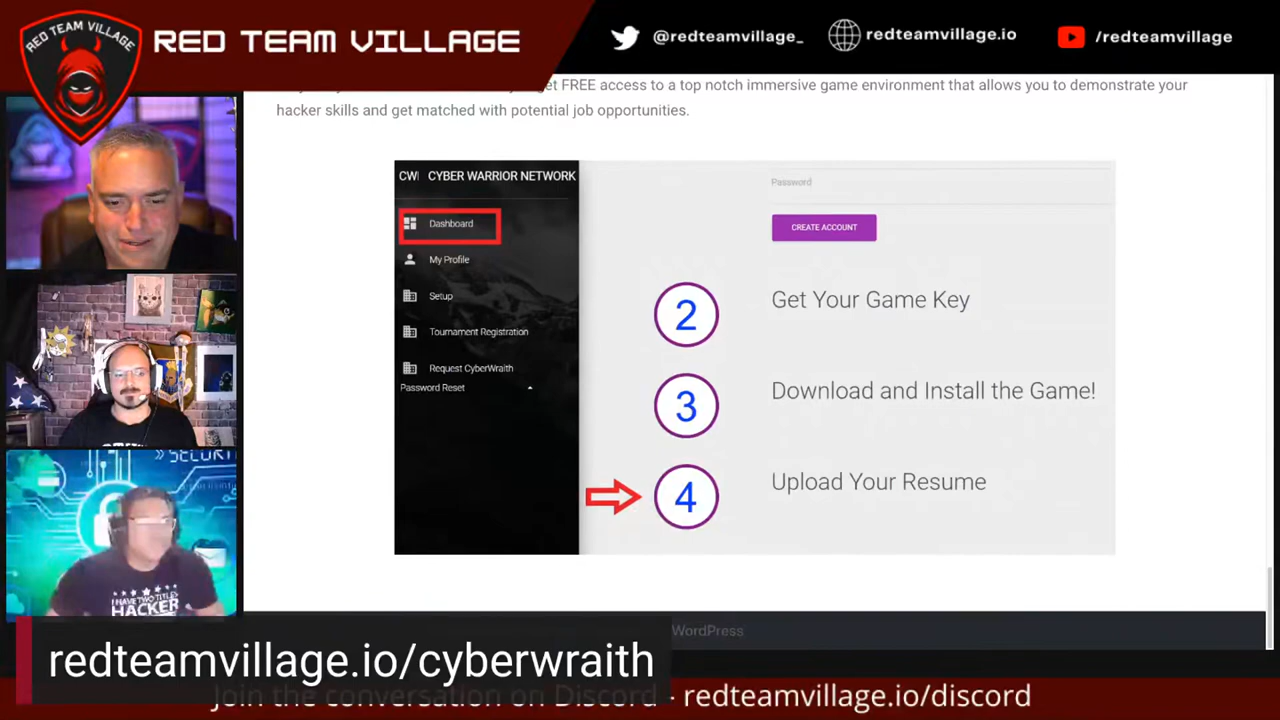 RED TEAM VILLAGE
RED TEAM VILLAGE
@redteamvillage_
redteamvillage.io
/redteamvillage
get FREE access to a top notch immersive game environment that allows you to demonstrate your
hacker skills and get matched with potential job opportunities.
CW
CYBER WARRIOR NETWORK
Dashboard
My Profile
Setup
Tournament Registration
Request CyberWraith
Password Reset
Password
CREATE ACCOUNT
2
Get Your Game Key
3
Download and Install the Game!
4
Upload Your Resume
I HAVE TWO TITLES
HACKER
WordPress
redteamvillage.io/cyberwraith
Join the conversation on Discord - redteamvillage.io/discord